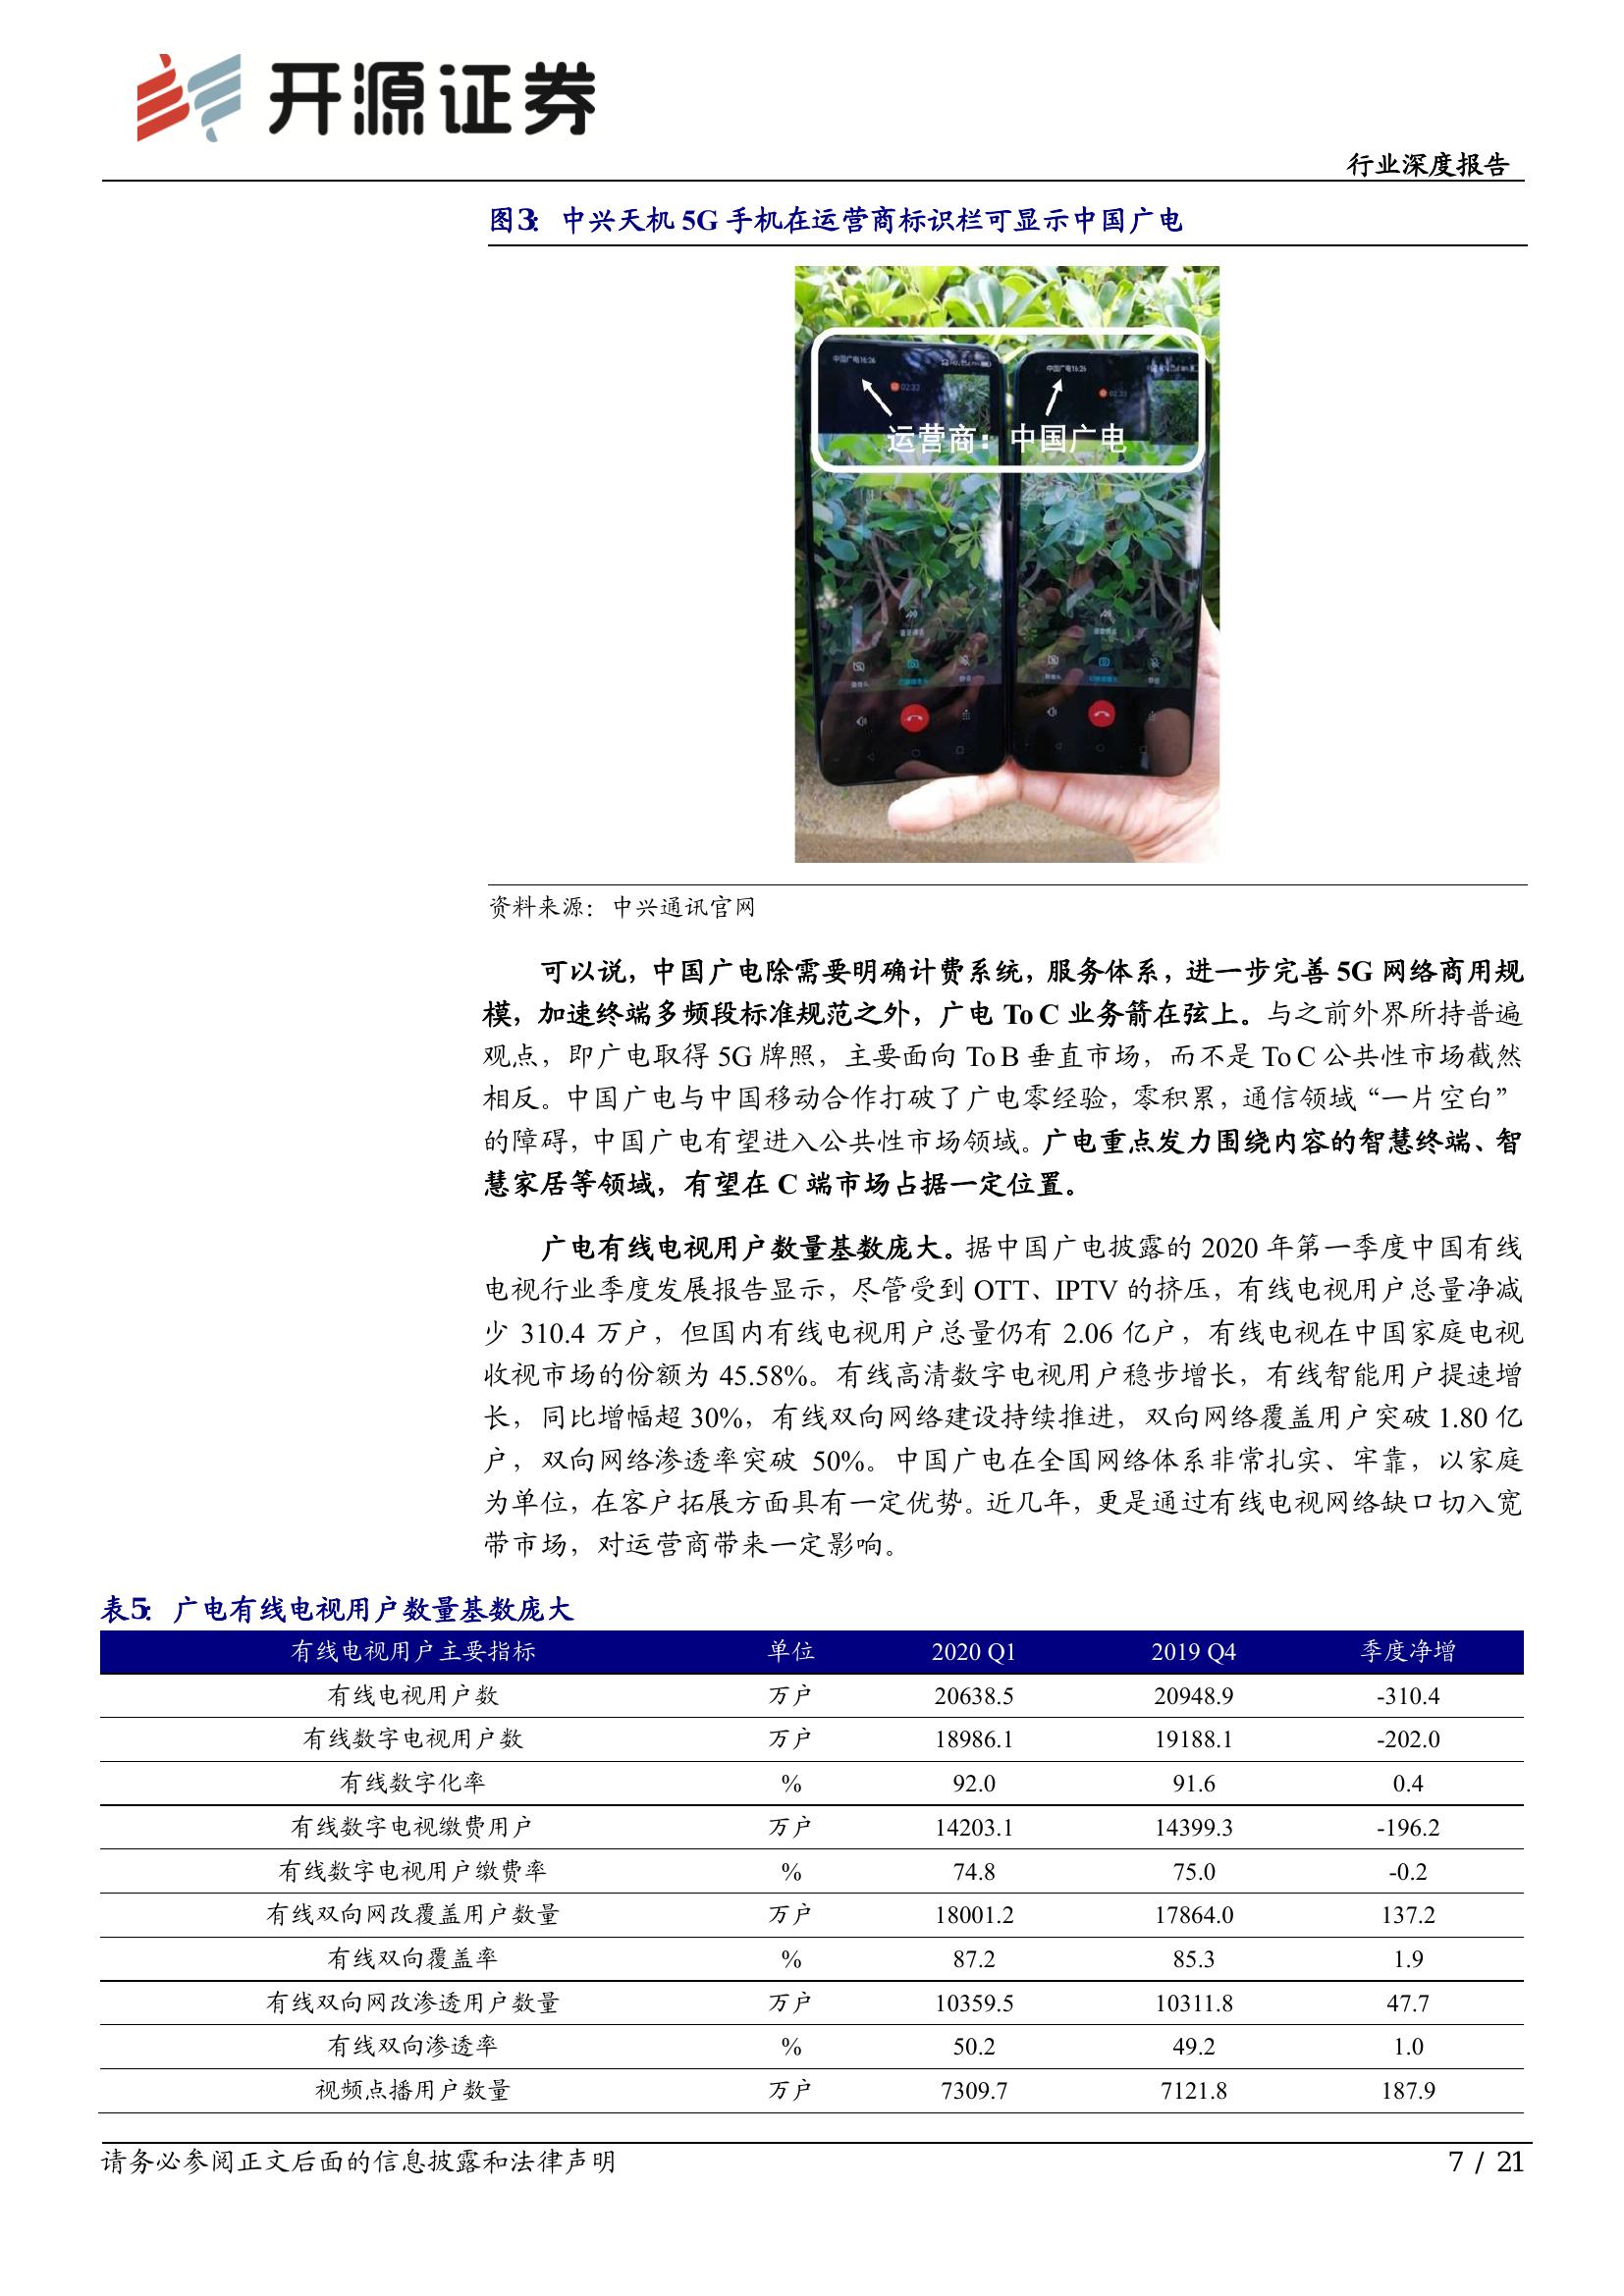 开源证券
行业深度报告
图3： 中兴天机 5G 手机在运营商标识栏可显示中国广电
中国广电16:26
中国广电16:26
02:32
02:32
运营商：中国广电
资料来源：中兴通讯官网
可以说，中国广电除需要明确计费系统，服务体系，进一步完善 5G 网络商用规
模，加速终端多频段标准规范之外，广电 To C 业务箭在弦上。与之前外界所持普遍
观点，即广电取得 5G 牌照，主要面向 To B 垂直市场，而不是 To C 公共性市场截然
相反。中国广电与中国移动合作打破了广电零经验，零积累，通信领域“一片空白”
的障碍，中国广电有望进入公共性市场领域。广电重点发力围绕内容的智慧终端、智
慧家居等领域，有望在 C 端市场占据一定位置。
广电有线电视用户数量基数庞大。据中国广电披露的 2020 年第一季度中国有线
电视行业季度发展报告显示，尽管受到 OTT、IPTV 的挤压，有线电视用户总量净减
少 310.4 万户，但国内有线电视用户总量仍有 2.06 亿户，有线电视在中国家庭电视
收视市场的份额为 45.58%。有线高清数字电视用户稳步增长，有线智能用户提速增
长，同比增幅超 30%，有线双向网络建设持续推进，双向网络覆盖用户突破 1.80 亿
户，双向网络渗透率突破 50%。中国广电在全国网络体系非常扎实、牢靠，以家庭
为单位，在客户拓展方面具有一定优势。近几年，更是通过有线电视网络缺口切入宽
带市场，对运营商带来一定影响。
表5： 广电有线电视用户数量基数庞大
有线电视用户主要指标 单位 2020 Q1 2019 Q4 季度净增
有线电视用户数 万户 20638.5 20948.9 -310.4
有线数字电视用户数 万户 18986.1 19188.1 -202.0
有线数字化率 % 92.0 91.6 0.4
有线数字电视缴费用户 万户 14203.1 14399.3 -196.2
有线数字电视用户缴费率 % 74.8 75.0 -0.2
有线双向网改覆盖用户数量 万户 18001.2 17864.0 137.2
有线双向覆盖率 % 87.2 85.3 1.9
有线双向网改渗透用户数量 万户 10359.5 10311.8 47.7
有线双向渗透率 % 50.2 49.2 1.0
视频点播用户数量 万户 7309.7 7121.8 187.9
请务必参阅正文后面的信息披露和法律声明
7 / 21